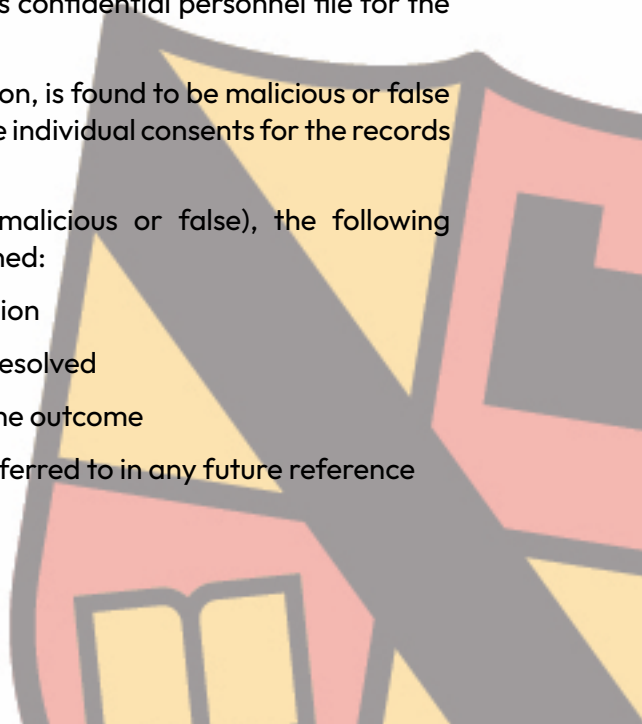 s confidential personnel file for the
on, is found to be malicious or false
e individual consents for the records
malicious or false), the following
ned:
ion
esolved
he outcome
ferred to in any future reference